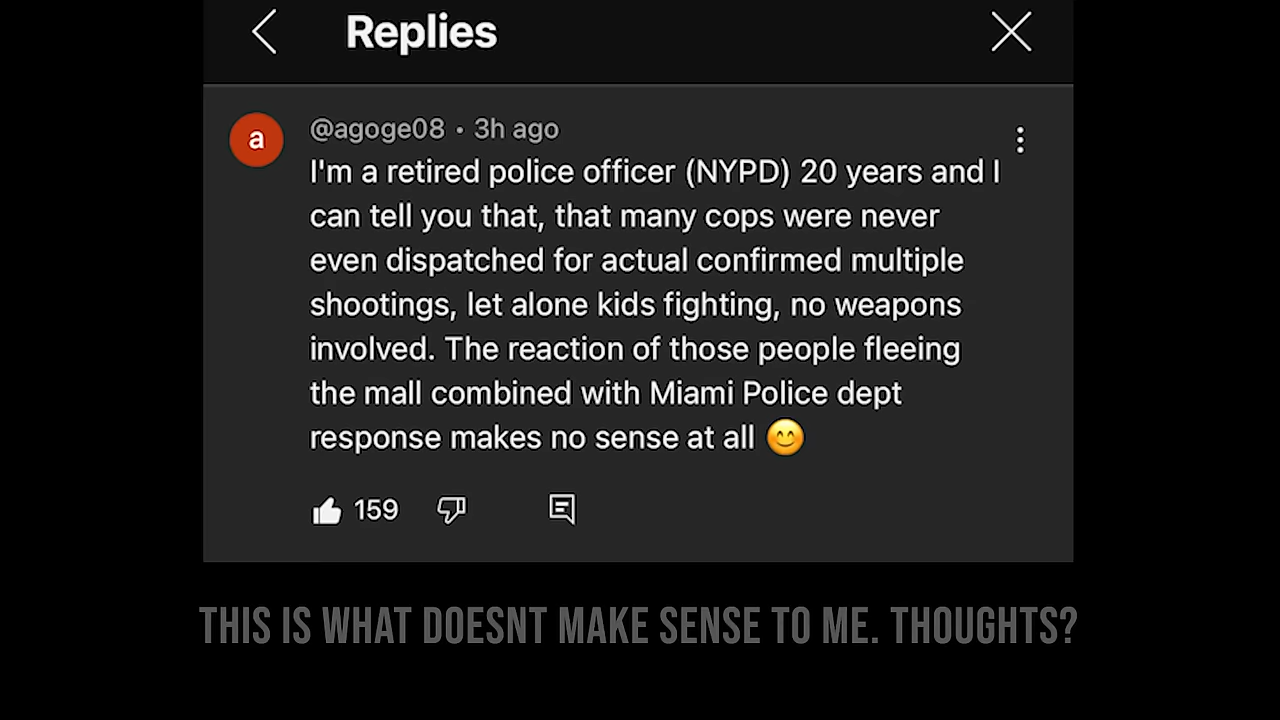 Replies
a
@agoge08 • 3h ago
I'm a retired police officer (NYPD) 20 years and I
can tell you that, that many cops were never
even dispatched for actual confirmed multiple
shootings, let alone kids fighting, no weapons
involved. The reaction of those people fleeing
the mall combined with Miami Police dept
response makes no sense at all 😊
159
THIS IS WHAT DOESNT MAKE SENSE TO ME. THOUGHTS?